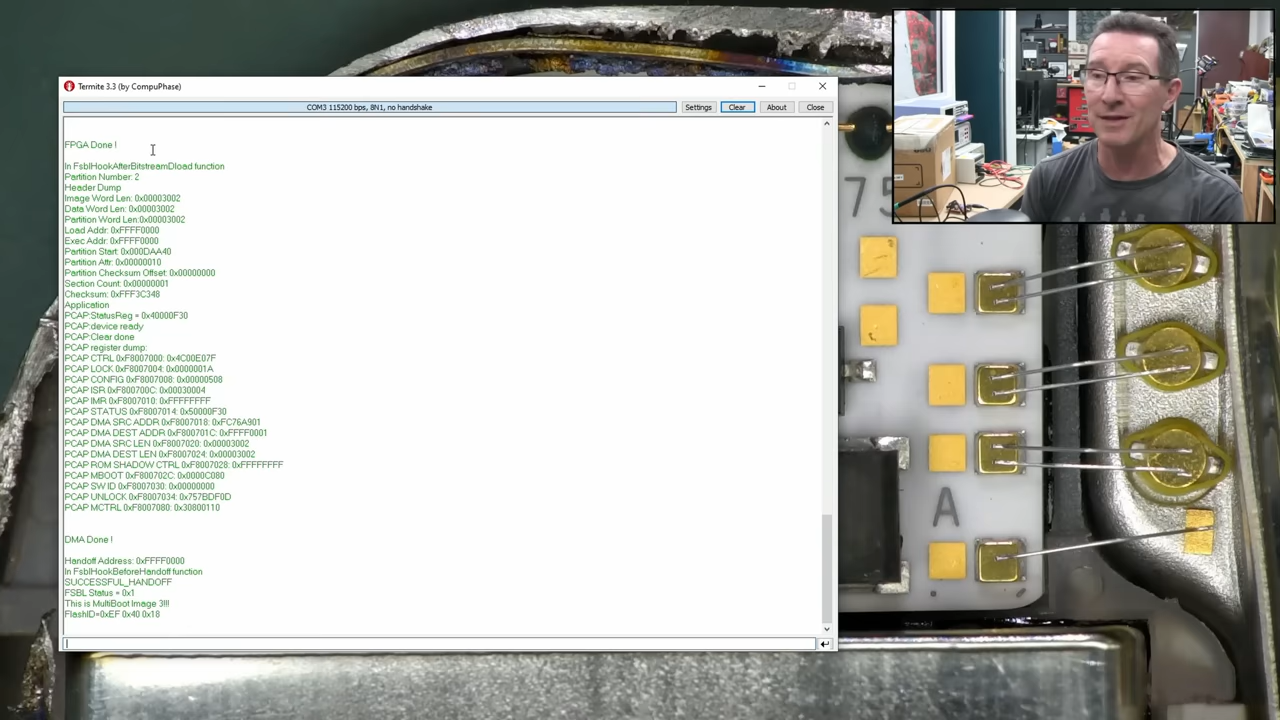 Termite 3.3 (by CompuPhase)
COM3 115200 bps, 8N1, no handshake
Settings
Clear
About
Close
FPGA Done !
In FsblHookAfterBitstreamDload function
Partition Number: 2
Header Dump
Image Word Len: 0x00003002
Data Word Len: 0x00003002
Partition Word Len:0x00003002
Load Addr: 0xFFFF0000
Exec Addr: 0xFFFF0000
Partition Start: 0x000DAA40
Partition Attr: 0x00000010
Partition Checksum Offset: 0x00000000
Section Count: 0x00000001
Checksum: 0xFFF3C348
Application
PCAP:StatusReg = 0x40000F30
PCAP:device ready
PCAP:Clear done
PCAP register dump:
PCAP CTRL 0xF8007000: 0x4C00E07F
PCAP LOCK 0xF8007004: 0x0000001A
PCAP CONFIG 0xF8007008: 0x00000508
PCAP ISR 0xF800700C: 0x00030004
PCAP IMR 0xF8007010: 0xFFFFFFFF
PCAP STATUS 0xF8007014: 0x50000F30
PCAP DMA SRC ADDR 0xF8007018: 0xFC76A901
PCAP DMA DEST ADDR 0xF800701C: 0xFFFF0001
PCAP DMA SRC LEN 0xF8007020: 0x00003002
PCAP DMA DEST LEN 0xF8007024: 0x00003002
PCAP ROM SHADOW CTRL 0xF8007028: 0xFFFFFFFF
PCAP MBOOT 0xF800702C: 0x0000C080
PCAP SW ID 0xF8007030: 0x00000000
PCAP UNLOCK 0xF8007034: 0x757BDF0D
PCAP MCTRL 0xF8007080: 0x30800110
DMA Done !
Handoff Address: 0xFFFF0000
In FsblHookBeforeHandoff function
SUCCESSFUL_HANDOFF
FSBL Status = 0x1
This is MultiBoot Image 3!!!
FlashID=0xEF 0x40 0x18
75
A